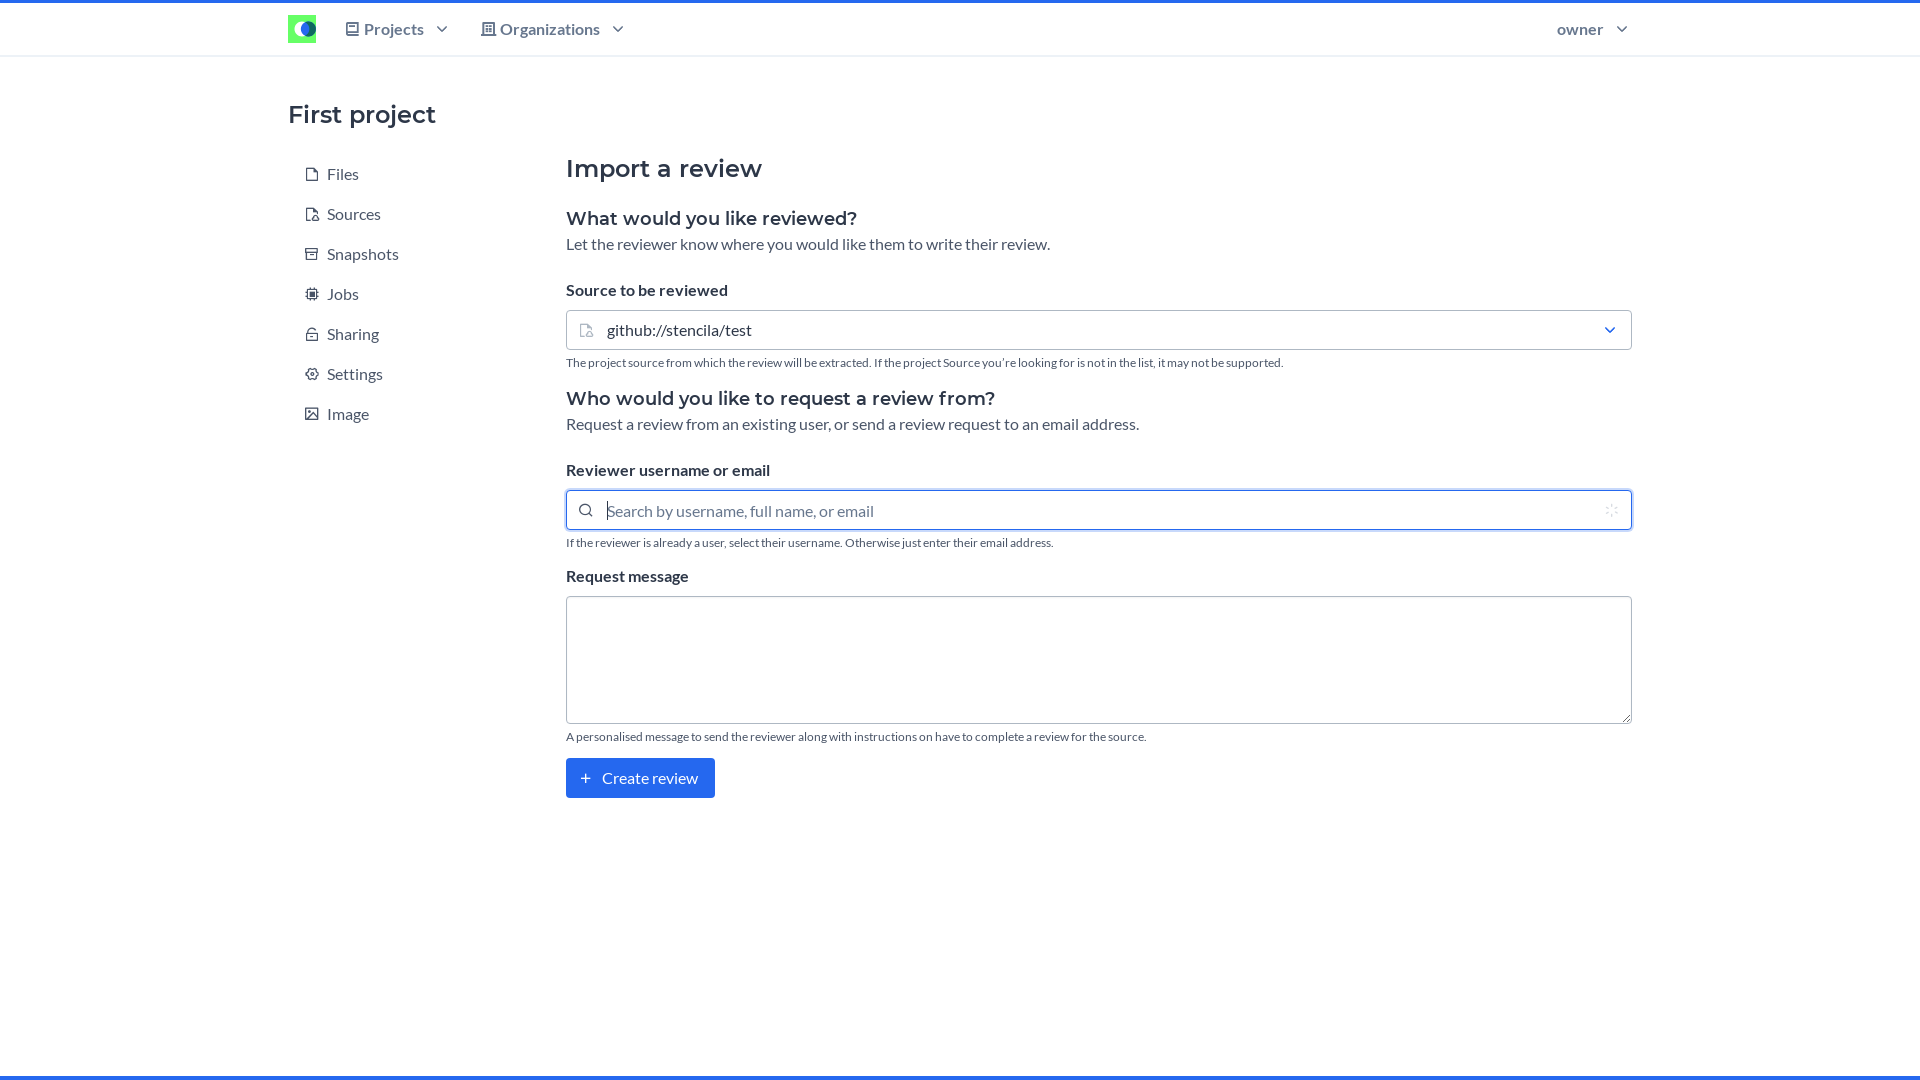 Projects
Organizations
owner
First project
Files
Sources
Snapshots
Jobs
Sharing
Settings
Image
Import a review
What would you like reviewed?
Let the reviewer know where you would like them to write their review.
Source to be reviewed
github://stencila/test
The project source from which the review will be extracted. If the project Source you’re looking for is not in the list, it may not be supported.
Who would you like to request a review from?
Request a review from an existing user, or send a review request to an email address.
Reviewer username or email
Search by username, full name, or email
If the reviewer is already a user, select their username. Otherwise just enter their email address.
Request message
A personalised message to send the reviewer along with instructions on have to complete a review for the source.
Create review